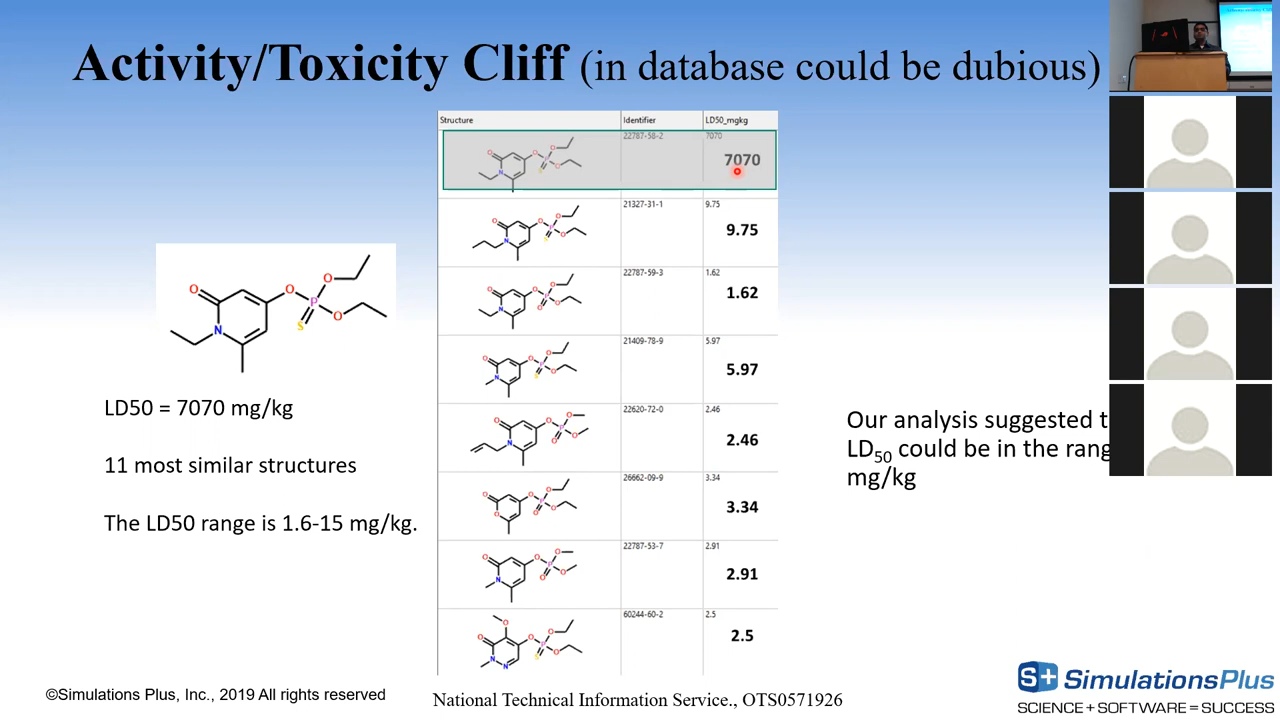 Activity/Toxicity Cliff (in database could be dubious)
Structure Identifier LD50_mgkg
22787-58-2 7070
7070
21327-31-1 9.75
9.75
22787-59-3 1.62
1.62
21409-78-9 5.97
5.97
22620-72-0 2.46
2.46
26662-09-9 3.34
3.34
22787-53-7 2.91
2.91
60244-60-2 2.5
2.5
LD50 = 7070 mg/kg
11 most similar structures
The LD50 range is 1.6-15 mg/kg.
Our analysis suggested
LD50 could be in the
mg/kg
©Simulations Plus, Inc., 2019 All rights reserved
National Technical Information Service., OTS0571926
S+ SimulationsPlus
SCIENCE + SOFTWARE = SUCCESS